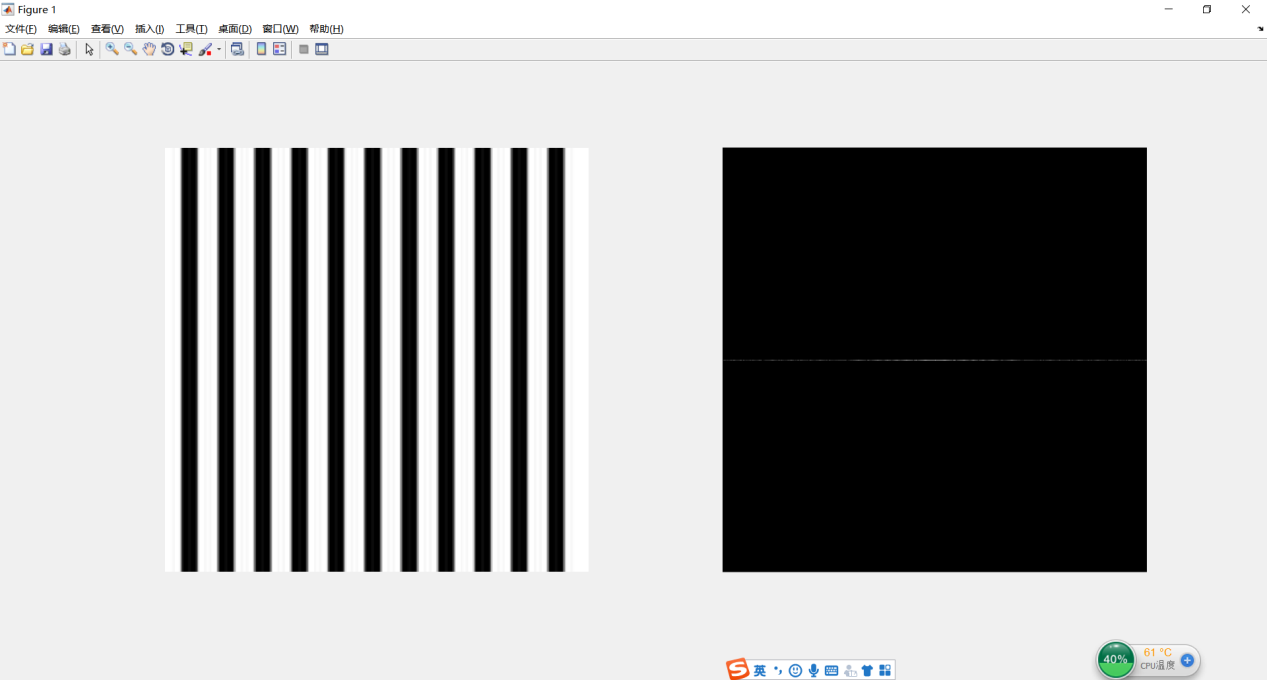 Figure 1
文件(F) 编辑(E) 查看(V) 插入(I) 工具(T) 桌面(D) 窗口(W) 帮助(H)
英
40%
61 ℃
CPU温度